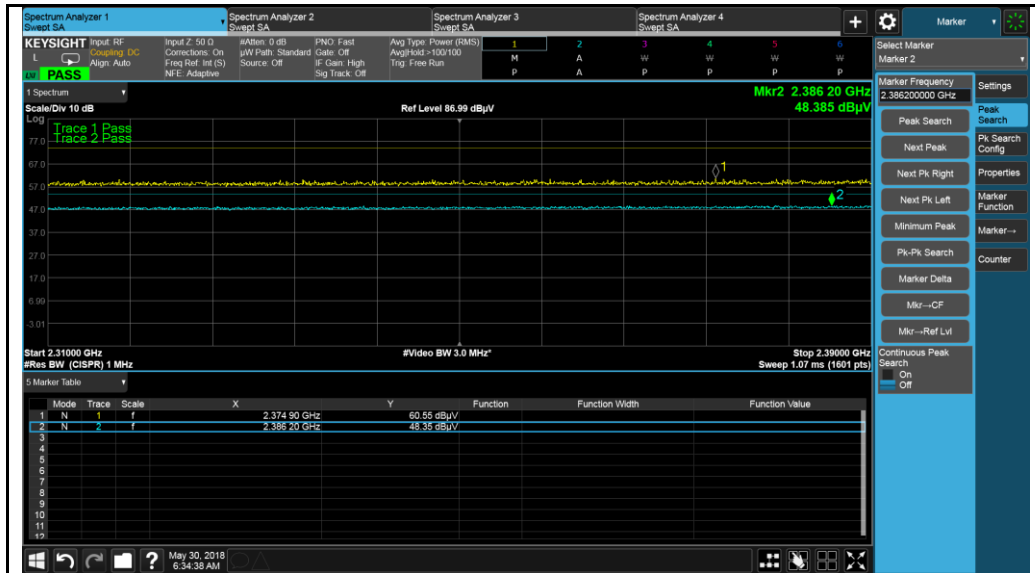 Spectrum Analyzer 1
Swept SA
Spectrum Analyzer 2
Swept SA
Spectrum Analyzer 3
Swept SA
Spectrum Analyzer 4
Swept SA
+
Marker
KEYSIGHT
L
PASS
Input: RF
Coupling: DC
Align: Auto
Input Z: 50 Ω
Corrections: On
Freq Ref: Int (S)
NFE: Adaptive
#Atten: 0 dB
µW Path: Standard
Source: Off
PNO: Fast
Gate: Off
IF Gain: High
Sig Track: Off
Avg Type: Power (RMS)
Avg|Hold:>100/100
Trig: Free Run
1 2 3 4 5 6
M A W W W W
P A P P P P
Select Marker
Marker 2
1 Spectrum
Scale/Div 10 dB
Log
Ref Level 86.99 dBµV
Mkr2 2.386 20 GHz
48.385 dBµV
Trace 1 Pass
Trace 2 Pass
77.0
67.0
57.0
47.0
37.0
27.0
17.0
6.99
-3.01
1
2
Start 2.31000 GHz
#Res BW (CISPR) 1 MHz
#Video BW 3.0 MHz*
Stop 2.39000 GHz
Sweep 1.07 ms (1601 pts)
5 Marker Table
Mode Trace Scale X Y Function Function Width Function Value
1 N 1 f 2.374 90 GHz 60.55 dBµV
2 N 2 f 2.386 20 GHz 48.35 dBµV
3
4
5
6
7
8
9
10
11
12
Marker Frequency
2.386200000 GHz
Peak Search
Next Peak
Next Pk Right
Next Pk Left
Minimum Peak
Pk-Pk Search
Marker Delta
Mkr→CF
Mkr→Ref Lvl
Continuous Peak
Search
On
Off
Settings
Peak
Search
Pk Search
Config
Properties
Marker
Function
Marker→
Counter
?
May 30, 2018
6:34:38 AM